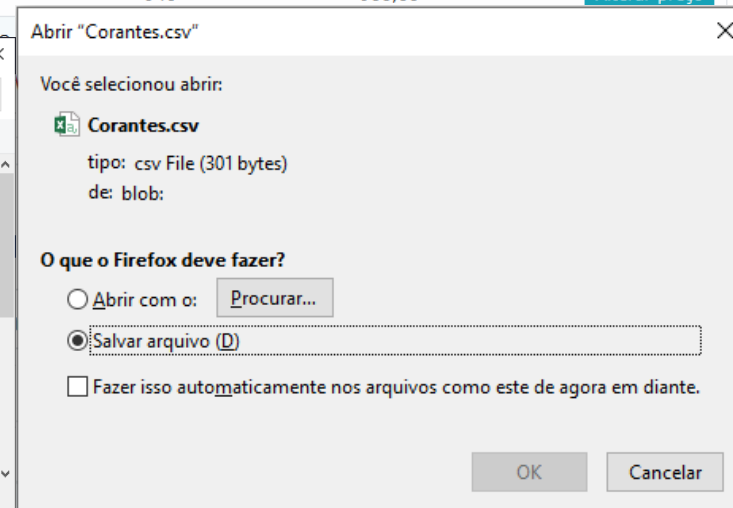 Abrir “Corantes.csv”
Você selecionou abrir:
Corantes.csv
tipo: csv File (301 bytes)
de: blob:
O que o Firefox deve fazer?
Abrir com o: Procurar...
Salvar arquivo (D)
Fazer isso automaticamente nos arquivos como este de agora em diante.
OK Cancelar